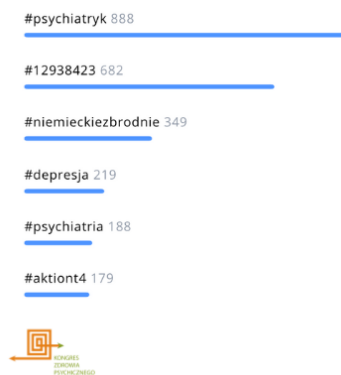 #psychiatryk 888
#12938423 682
#niemieckiezbrodnie 349
#depresja 219
#psychiatria 188
#aktiont4 179
KONGRES
ZDROWIA
PSYCHICZNEGO